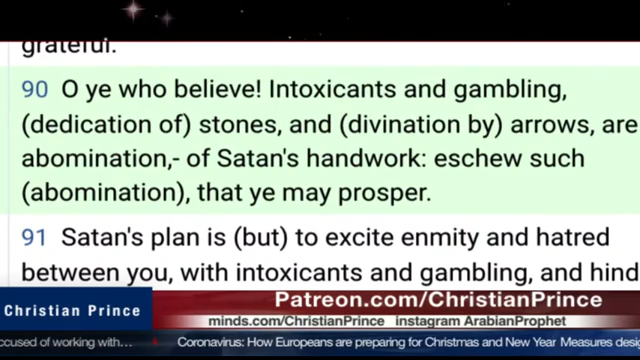 grateful.
90 O ye who believe! Intoxicants and gambling,
(dedication of) stones, and (divination by) arrows, are
abomination,- of Satan's handwork: eschew such
(abomination), that ye may prosper.
91 Satan's plan is (but) to excite enmity and hatred
between you, with intoxicants and gambling, and hind
Christian Prince
Patreon.com/ChristianPrince
minds.com/ChristianPrince instagram ArabianProphet
ccused of working with... Coronavirus: How Europeans are preparing for Christmas and New Year Measures desi